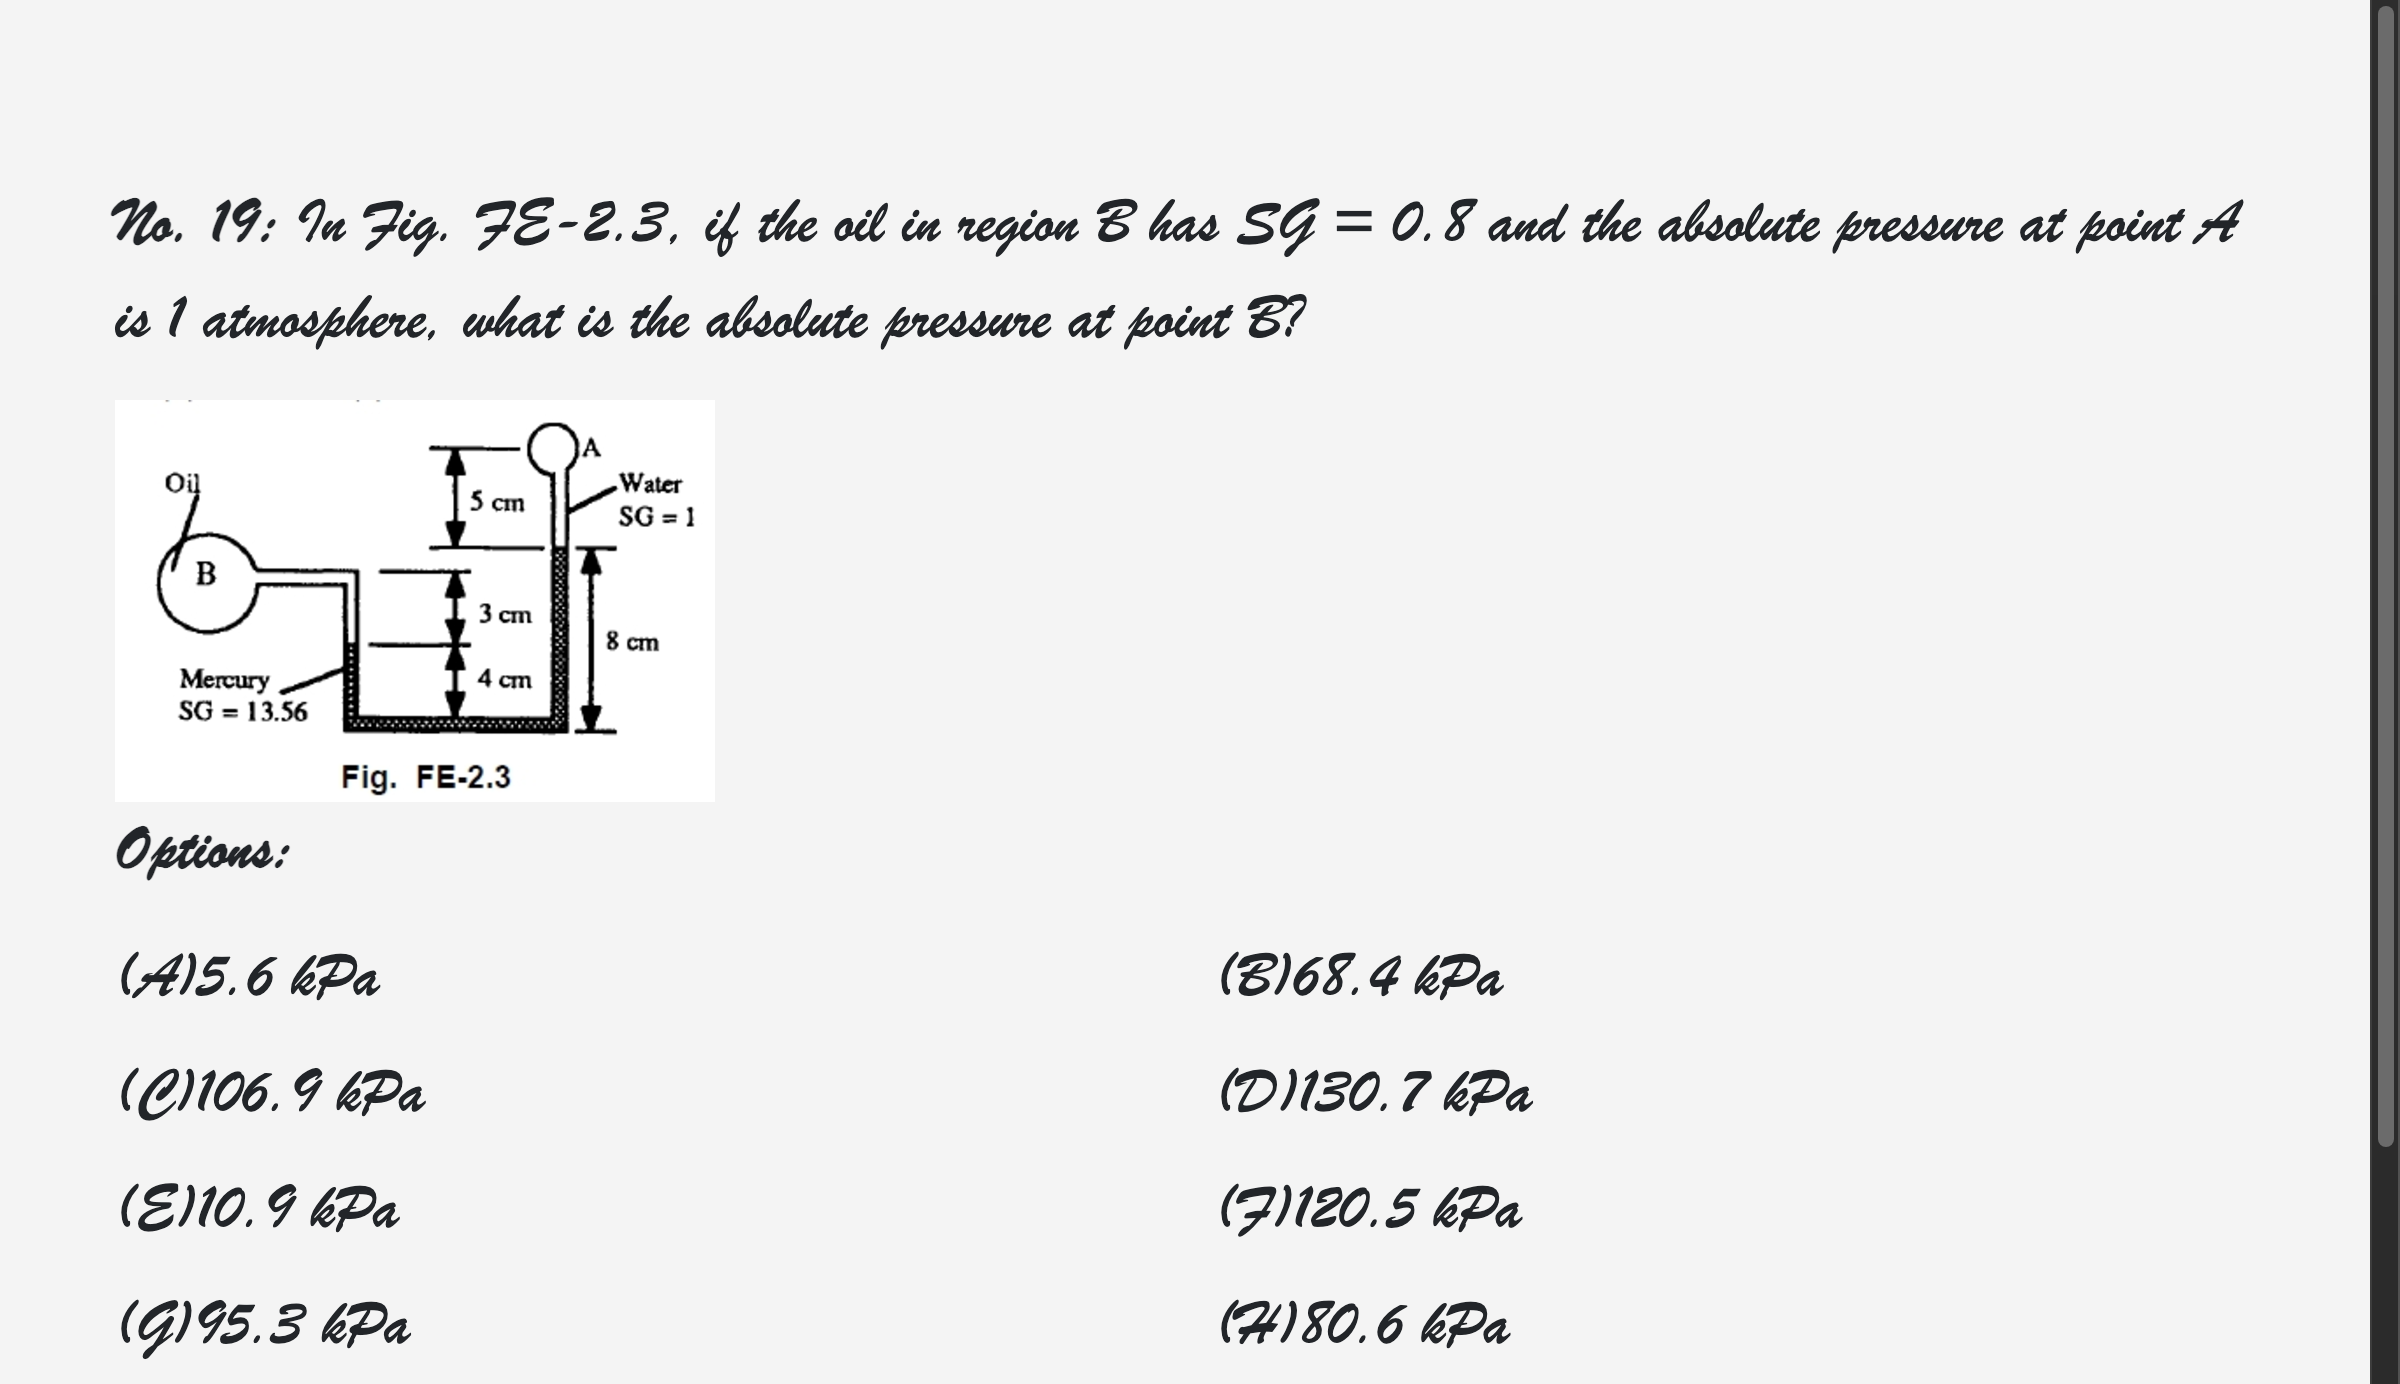 No. 19: In Fig. FE-2.3, if the oil in region B has SG = 0.8 and the absolute pressure at point A
is 1 atmosphere, what is the absolute pressure at point B?
A
Oil
Water
5 cm
SG = 1
B
3 cm
8 cm
Mercury
4 cm
SG = 13.56
Fig. FE-2.3
Options:
(A)5.6 kPa
(B)68.4 kPa
(C)106.9 kPa
(D)130.7 kPa
(E)10.9 kPa
(F)120.5 kPa
(G)95.3 kPa
(H)80.6 kPa